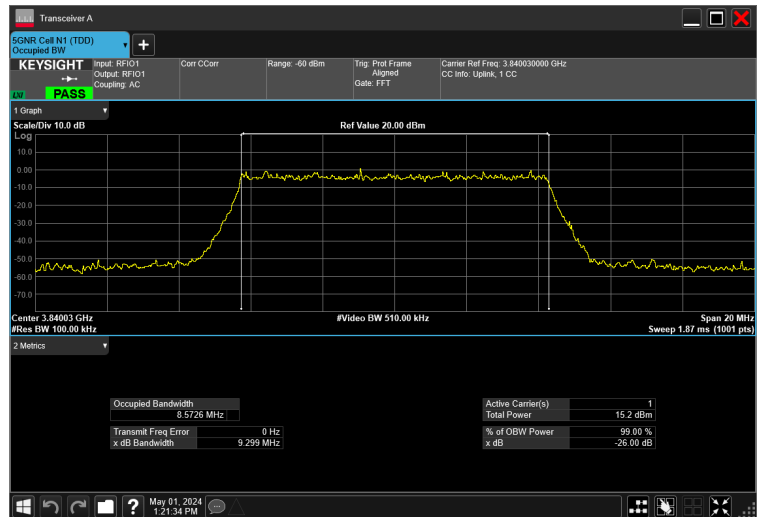 Transceiver A
5GNR Cell N1 (TDD)
Occupied BW
KEYSIGHT
LXI
PASS
Input: RFIO1
Output: RFIO1
Coupling: AC
Corr CCorr
Range: -60 dBm
Trig: Prot Frame
Aligned
Gate: FFT
Carrier Ref Freq: 3.840030000 GHz
CC Info: Uplink, 1 CC
1 Graph
Scale/Div 10.0 dB
Ref Value 20.00 dBm
Log
10.0
0.00
-10.0
-20.0
-30.0
-40.0
-50.0
-60.0
-70.0
Center 3.84003 GHz
#Video BW 510.00 kHz
Span 20 MHz
#Res BW 100.00 kHz
Sweep 1.87 ms (1001 pts)
2 Metrics
Occupied Bandwidth
8.5726 MHz
Active Carrier(s) 1
Total Power 15.2 dBm
Transmit Freq Error 0 Hz
x dB Bandwidth 9.299 MHz
% of OBW Power 99.00 %
x dB -26.00 dB
?
May 01, 2024
1:21:34 PM